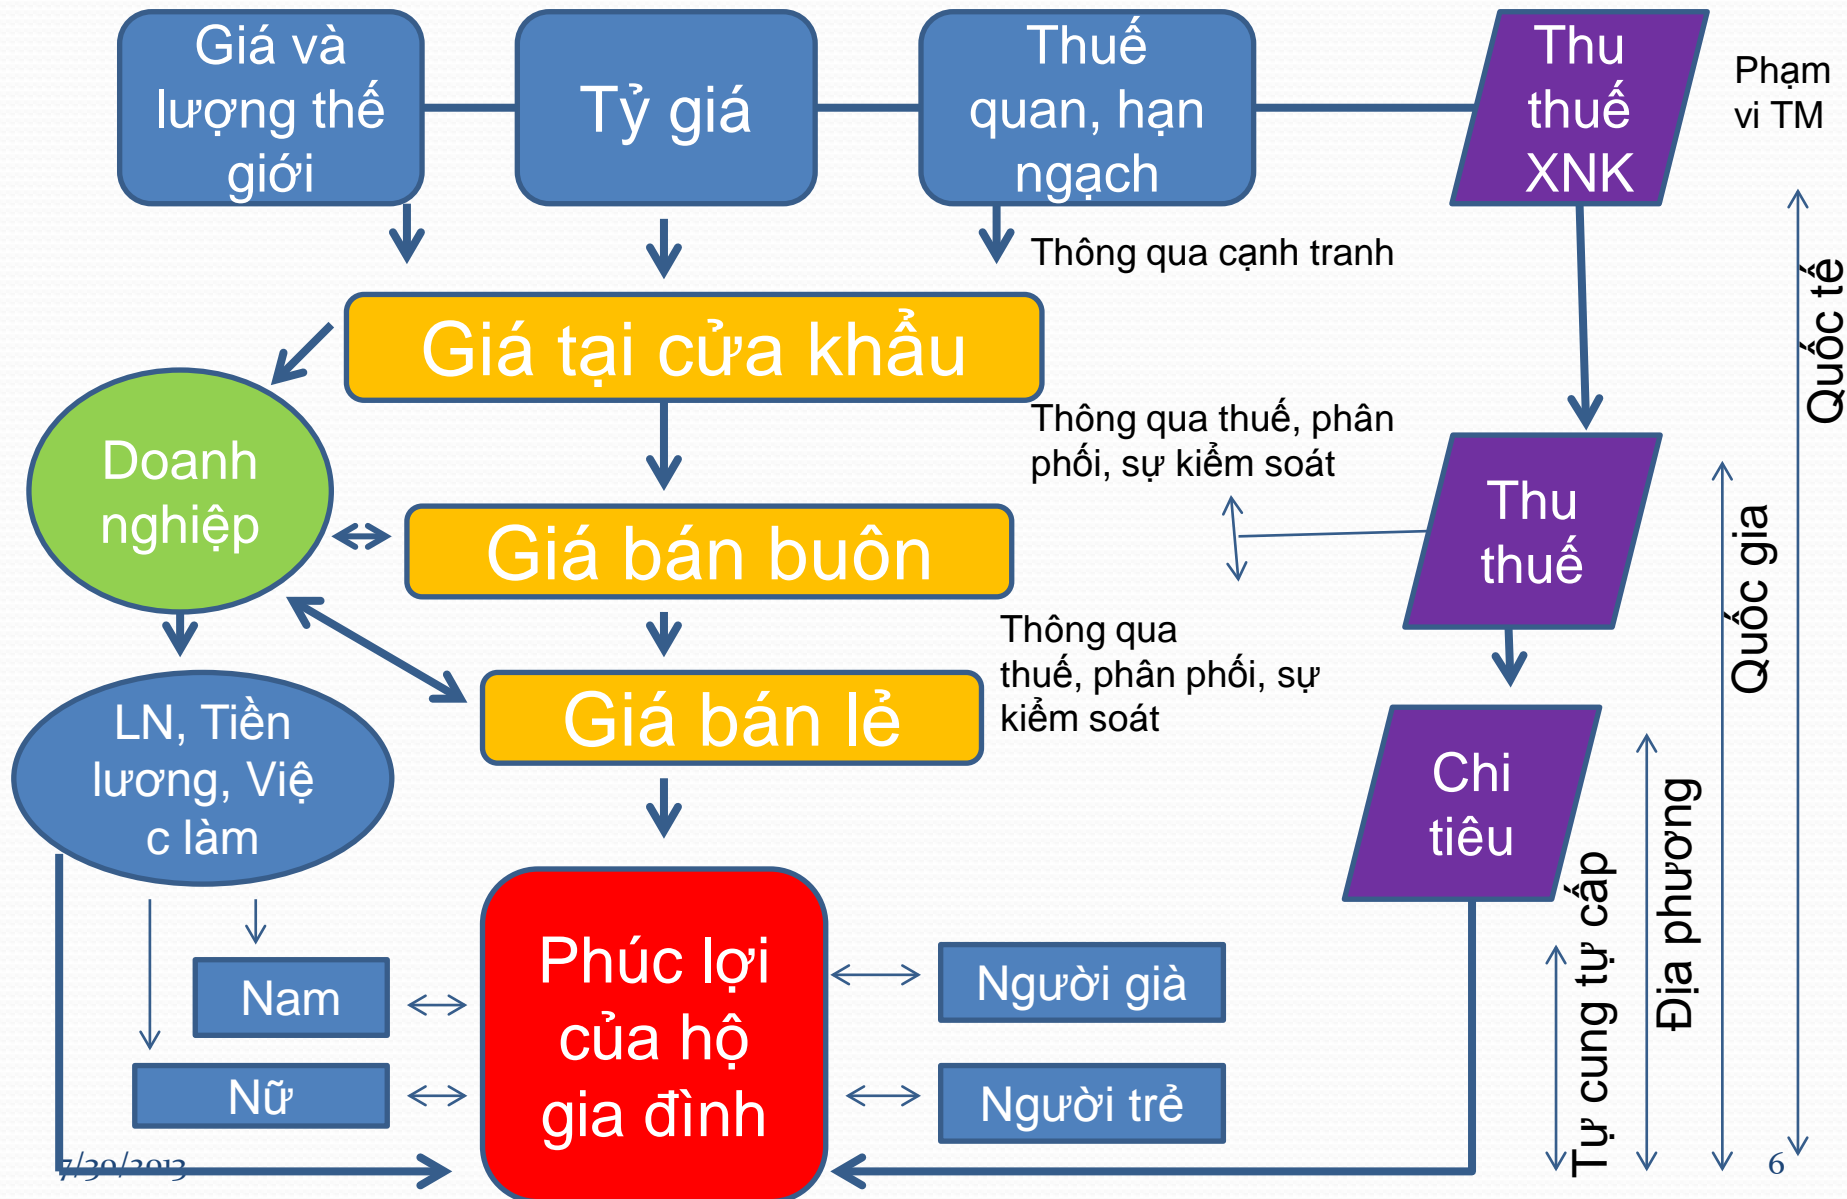 Giá và
lượng thế
giới
Tỷ giá
Thuế
quan, hạn
ngạch
Thu
thuế
XNK
Phạm
vi TM
Thông qua cạnh tranh
Giá tại cửa khẩu
Thông qua thuế, phân
phối, sự kiểm soát
Doanh
nghiệp
Giá bán buôn
Thu
thuế
Thông qua
thuế, phân phối, sự
kiểm soát
Giá bán lẻ
LN, Tiền
lương, Việ
c làm
Chi
tiêu
Phúc lợi
của hộ
gia đình
Nam
Nữ
Người già
Người trẻ
Tự cung tự cấp
Địa phương
Quốc gia
Quốc tế
7/30/2013
6